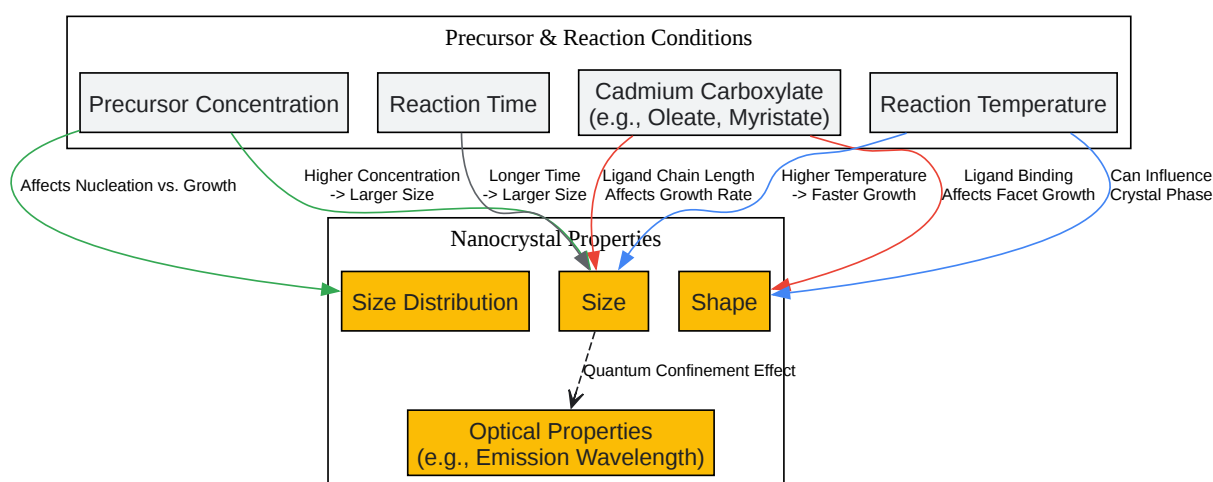 Precursor & Reaction Conditions
Precursor Concentration
Reaction Time
Cadmium Carboxylate
(e.g., Oleate, Myristate)
Reaction Temperature
Affects Nucleation vs. Growth
Higher Concentration
-> Larger Size
Longer Time
-> Larger Size
Ligand Chain Length
Affects Growth Rate
Higher Temperature
-> Faster Growth
Ligand Binding
Affects Facet Growth
Can Influence
Crystal Phase
Nanocrystal Properties
Size Distribution
Size
Shape
Quantum Confinement Effect
Optical Properties
(e.g., Emission Wavelength)